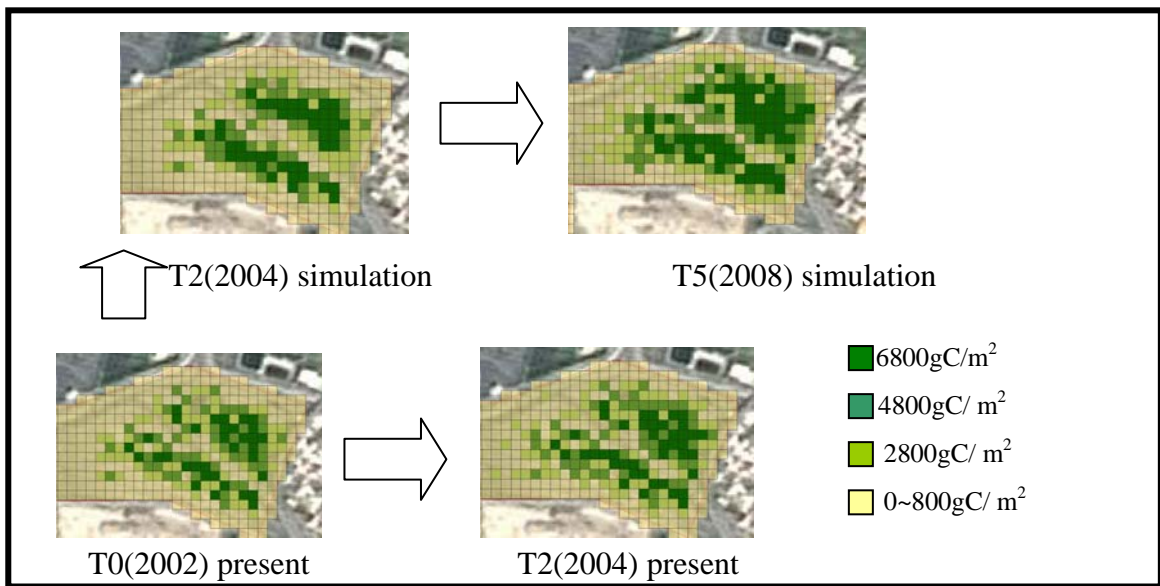 T2(2004) simulation
T5(2008) simulation
6800gC/m²
4800gC/ m²
2800gC/ m²
0~800gC/ m²
T0(2002) present
T2(2004) present